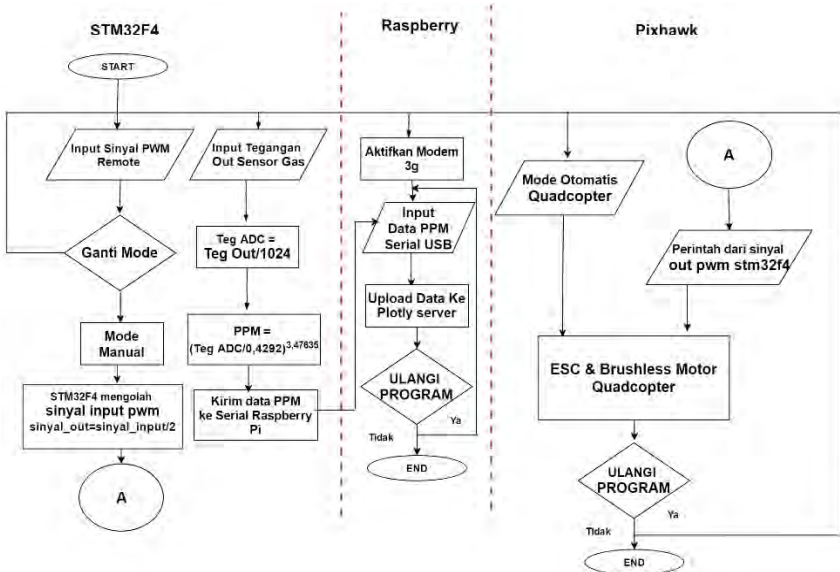 STM32F4
START
Input Sinyal PWM
Remote
Ganti Mode
Mode
Manual
STM32F4 mengolah
sinyal input pwm
sinyal_out=sinyal_input/2
A
Input Tegangan
Out Sensor Gas
Teg ADC =
Teg Out/1024
PPM =
(Teg ADC/0,4292)3,47635
Kirim data PPM
ke Serial Raspberry
Pi
Raspberry
Aktifkan Modem
3g
Input
Data PPM
Serial USB
Upload Data Ke
Plotly server
ULANGI
PROGRAM
Ya
Tidak
END
Pixhawk
Mode Otomatis
Quadcopter
A
Perintah dari sinyal
out pwm stm32f4
ESC & Brushless Motor
Quadcopter
ULANGI
PROGRAM
Ya
Tidak
END